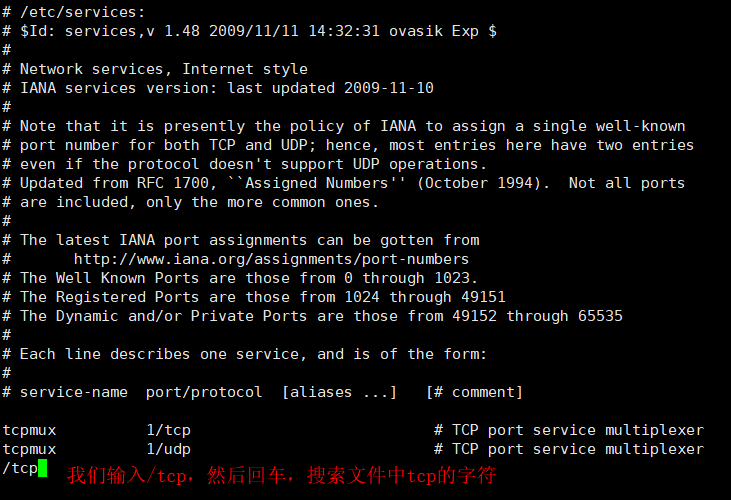 # /etc/services:
# $Id: services,v 1.48 2009/11/11 14:32:31 ovasik Exp $
#
# Network services, Internet style
# IANA services version: last updated 2009-11-10
#
# Note that it is presently the policy of IANA to assign a single well-known
# port number for both TCP and UDP; hence, most entries here have two entries
# even if the protocol doesn't support UDP operations.
# Updated from RFC 1700, ``Assigned Numbers'' (October 1994).  Not all ports
# are included, only the more common ones.
#
# The latest IANA port assignments can be gotten from
#       http://www.iana.org/assignments/port-numbers
# The Well Known Ports are those from 0 through 1023.
# The Registered Ports are those from 1024 through 49151
# The Dynamic and/or Private Ports are those from 49152 through 65535
#
# Each line describes one service, and is of the form:
#
# service-name  port/protocol  [aliases ...]   [# comment]
tcpmux          1/tcp                           # TCP port service multiplexer
tcpmux          1/udp                           # TCP port service multiplexer
/tcp 我们输入/tcp，然后回车，搜索文件中tcp的字符